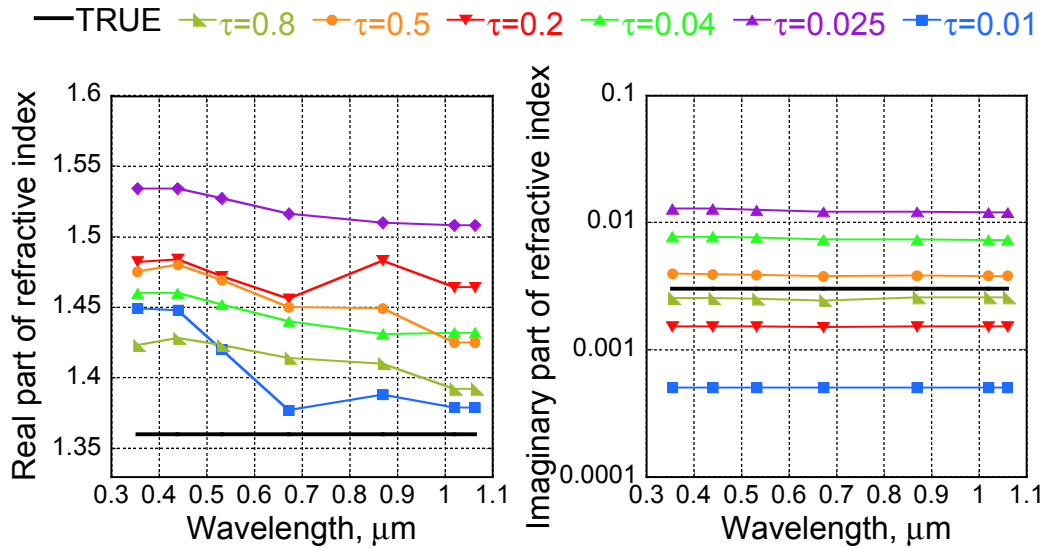 TRUE τ=0.8 τ=0.5 τ=0.2 τ=0.04 τ=0.025 τ=0.01
Real part of refractive index
1.6
1.55
1.5
1.45
1.4
1.35
0.3 0.4 0.5 0.6 0.7 0.8 0.9 1 1.1
Wavelength, μm
Imaginary part of refractive index
0.1
0.01
0.001
0.0001
0.3 0.4 0.5 0.6 0.7 0.8 0.9 1 1.1
Wavelength, μm